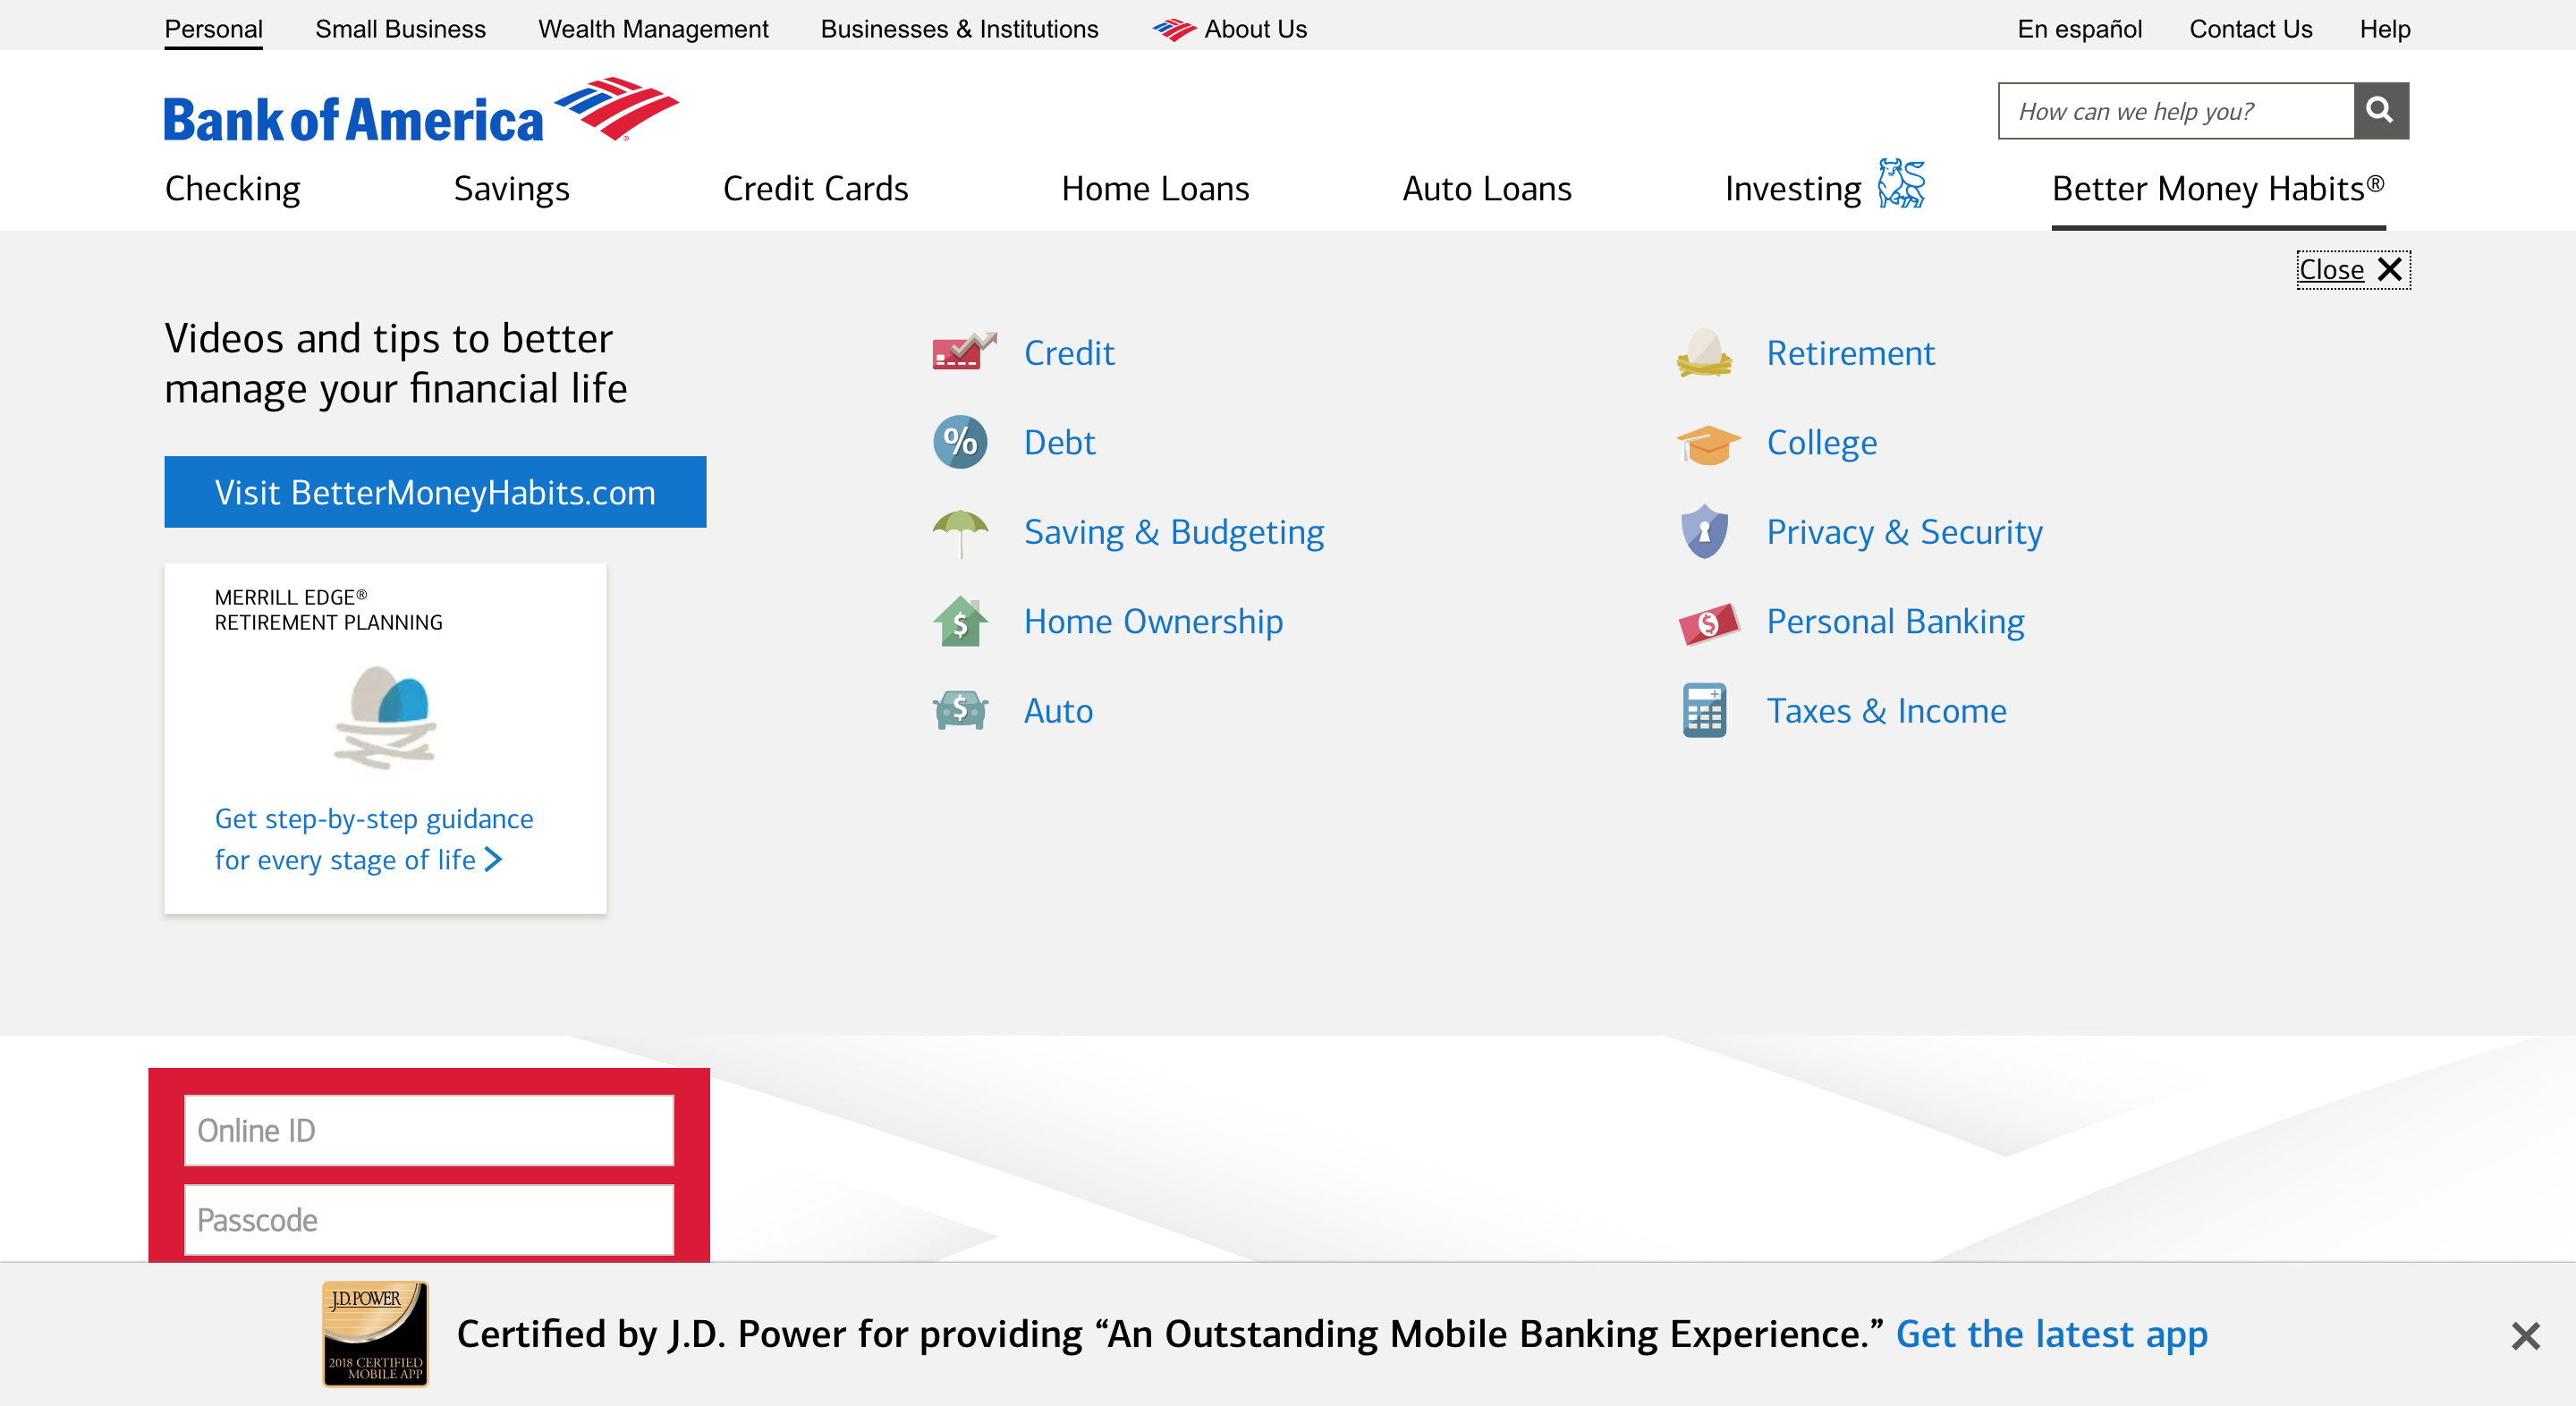 Personal Small Business Wealth Management Businesses & Institutions About Us En español Contact Us Help
Bank of America
How can we help you?
Checking Savings Credit Cards Home Loans Auto Loans Investing Better Money Habits®
Close
Videos and tips to better
manage your financial life
Visit BetterMoneyHabits.com
MERRILL EDGE®
RETIREMENT PLANNING
Get step-by-step guidance
for every stage of life
Credit
Debt
Saving & Budgeting
Home Ownership
Auto
Retirement
College
Privacy & Security
Personal Banking
Taxes & Income
Online ID
Passcode
J.D.POWER
2018 CERTIFIED
MOBILE APP
Certified by J.D. Power for providing “An Outstanding Mobile Banking Experience.” Get the latest app